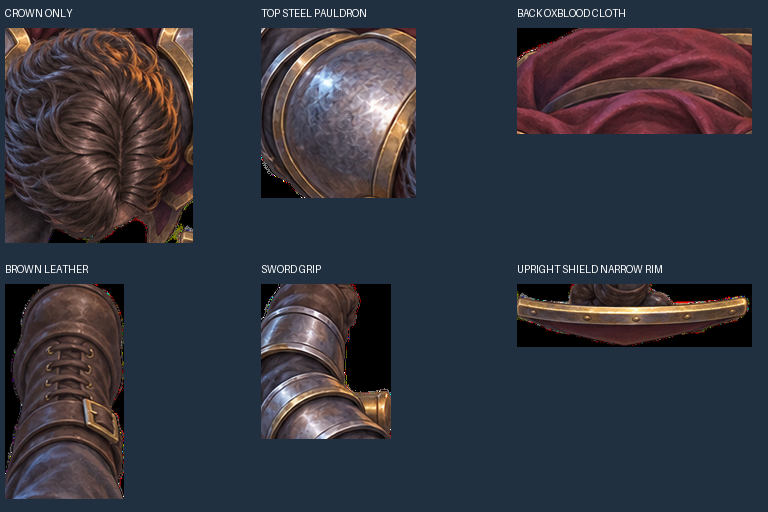 CROWN ONLY
TOP STEEL PAULDRON
BACK OXBLOOD CLOTH
BROWN LEATHER
SWORD GRIP
UPRIGHT SHIELD NARROW RIM